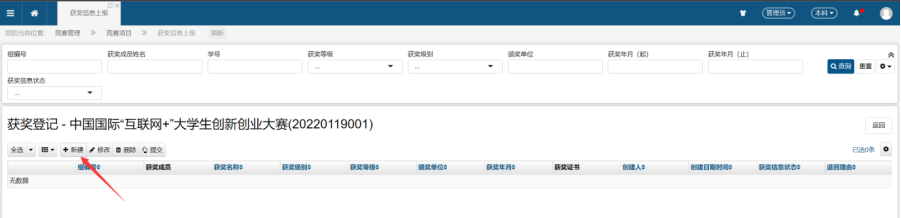 获奖信息上报
管理员 本科
您的当前位置: 竞赛管理 >> 竞赛项目 >> 获奖信息上报 刷新
组编号 获奖成员姓名 学号 获奖等级 获奖级别 颁奖单位 获奖年月（起） 获奖年月（止）
... ... 查询 重置
获奖信息状态
...
获奖登记 - 中国国际“互联网+”大学生创新创业大赛(20220119001) 返回
全选 新建 修改 删除 提交 已选0条
组编号 获奖成员 获奖名称 获奖级别 获奖等级 颁奖单位 获奖年月 获奖证书 创建人 创建日期时间 获奖信息状态 退回理由
无数据